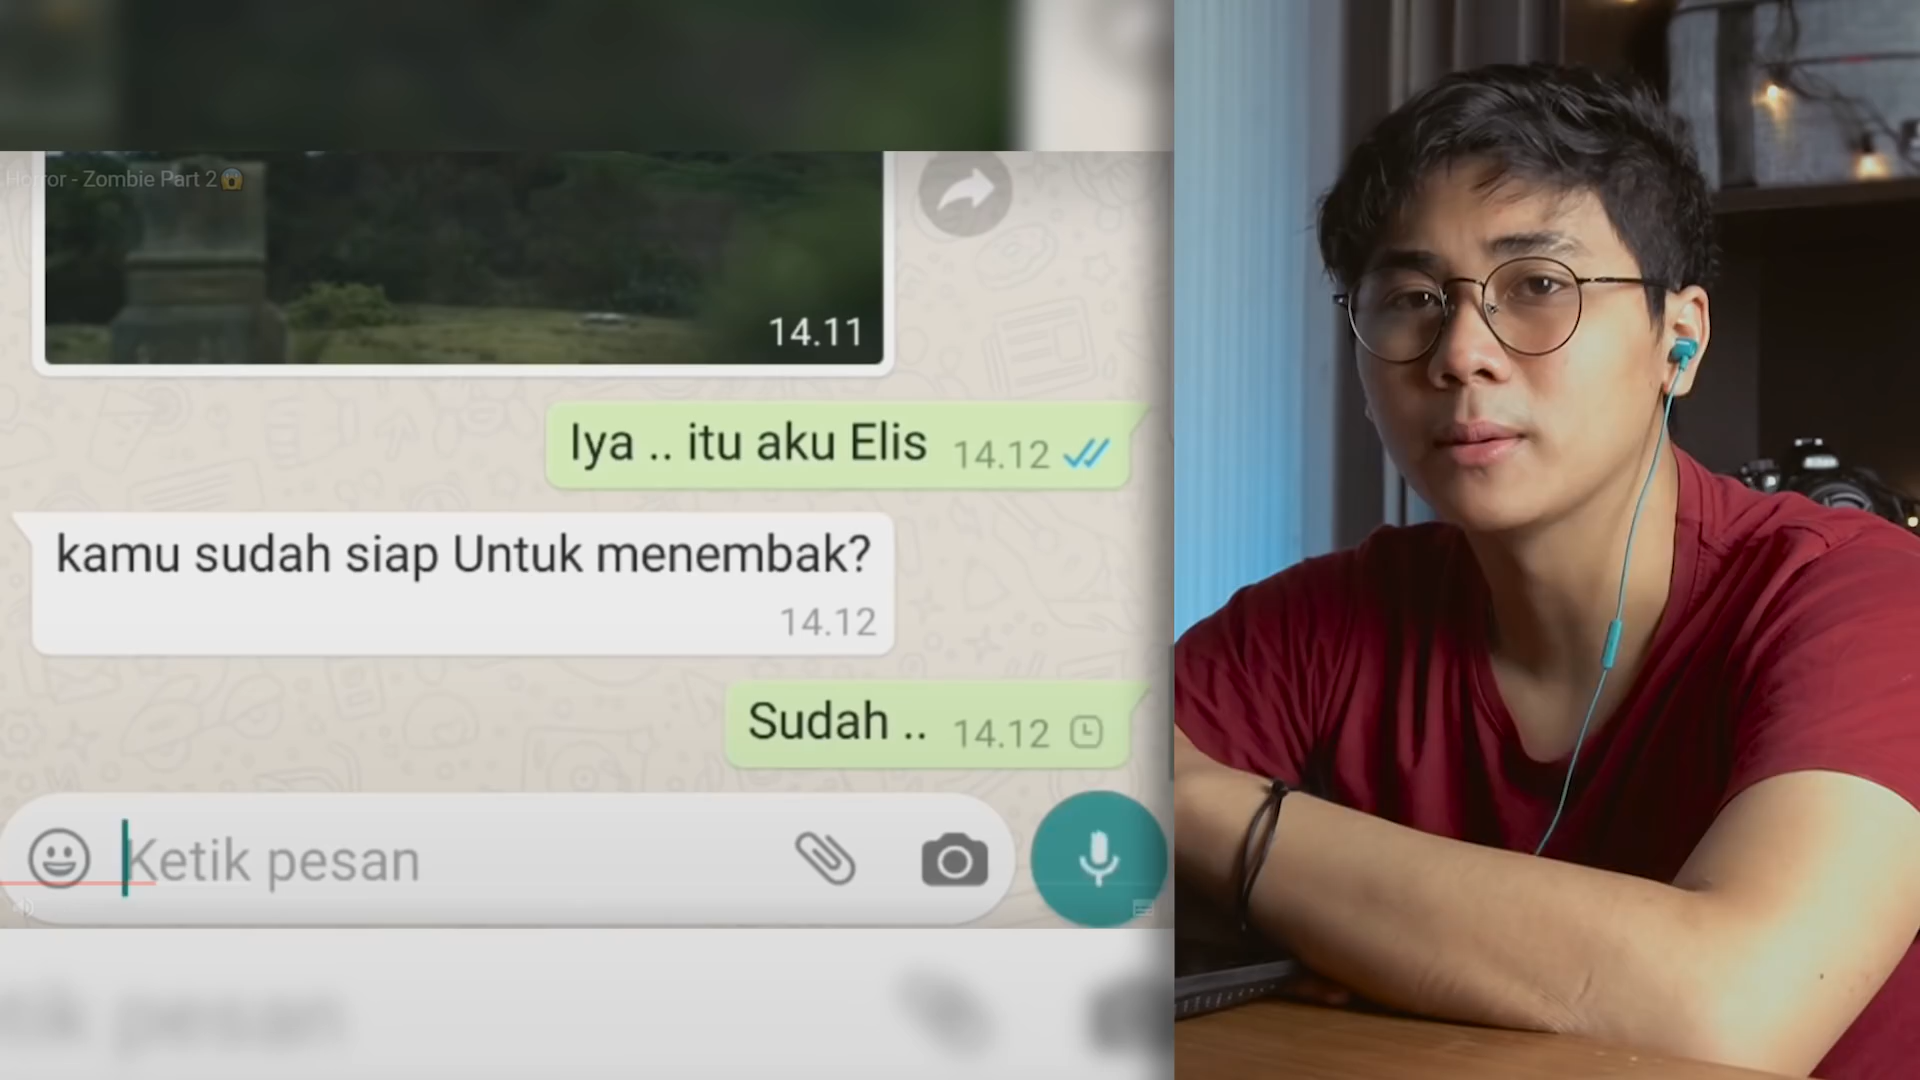 Horror - Zombie Part 2😱
14.11
Iya .. itu aku Elis 14.12
kamu sudah siap Untuk menembak?
14.12
Sudah .. 14.12
Ketik pesan